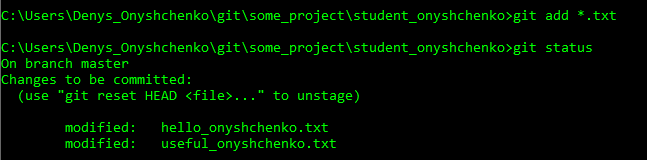 C:\Users\Denys_Onyshchenko\git\some_project\student_onyshchenko>git add *.txt
C:\Users\Denys_Onyshchenko\git\some_project\student_onyshchenko>git status
On branch master
Changes to be committed:
  (use "git reset HEAD <file>..." to unstage)
        modified:   hello_onyshchenko.txt
        modified:   useful_onyshchenko.txt